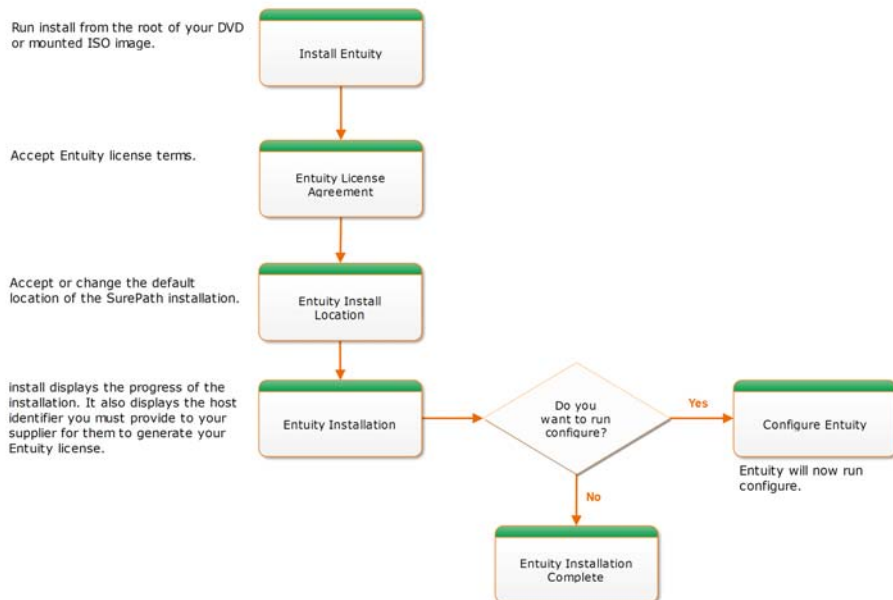 Run install from the root of your DVD
or mounted ISO image.
Install Entuity
Accept Entuity license terms.
Entuity License
Agreement
Accept or change the default
location of the SurePath installation.
Entuity Install
Location
install displays the progress of the
installation. It also displays the host
identifier you must provide to your
supplier for them to generate your
Entuity license.
Entuity Installation
Do you
want to run
configure?
Yes
Configure Entuity
Entuity will now run
configure.
No
Entuity Installation
Complete